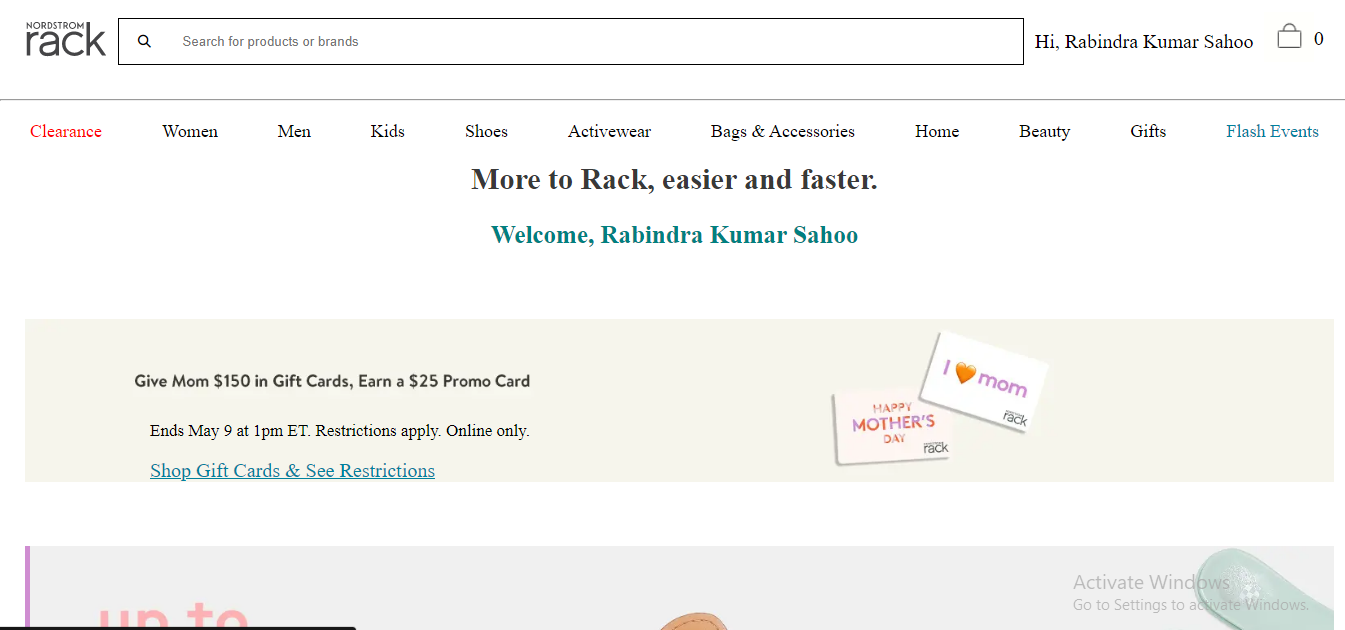 NORDSTROM
rack
Search for products or brands
Hi, Rabindra Kumar Sahoo
0
Clearance Women Men Kids Shoes Activewear Bags & Accessories Home Beauty Gifts Flash Events
More to Rack, easier and faster.
Welcome, Rabindra Kumar Sahoo
Give Mom $150 in Gift Cards, Earn a $25 Promo Card
Ends May 9 at 1pm ET. Restrictions apply. Online only.
Shop Gift Cards & See Restrictions
I 🧡 mom
rack
HAPPY
MOTHER'S
DAY
rack
up to
Activate Windows
Go to Settings to activate Windows.